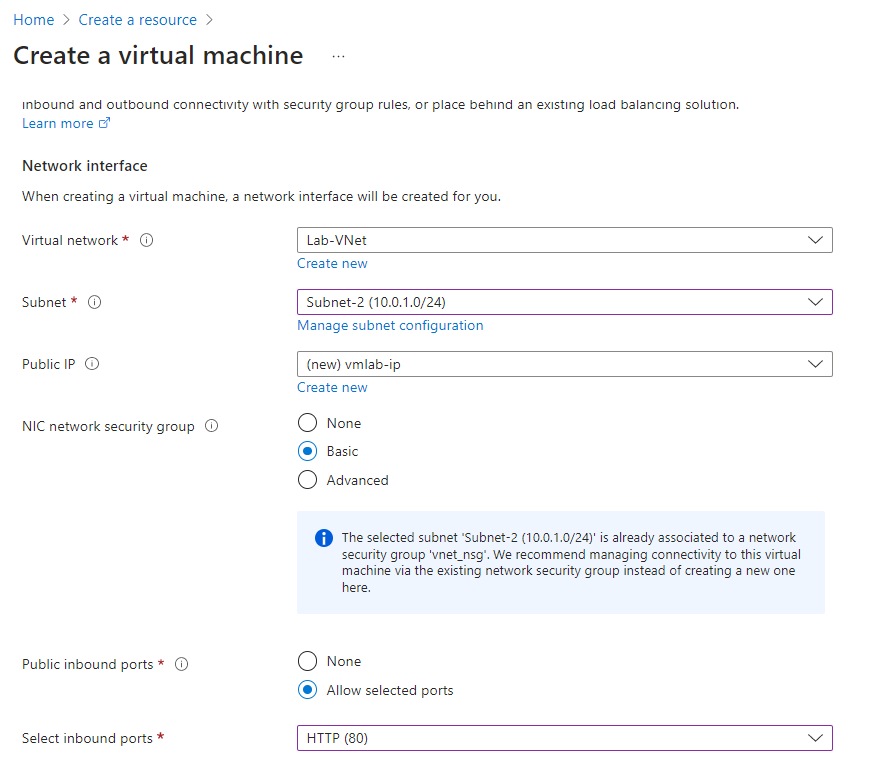 Home > Create a resource >
Create a virtual machine ...
inbound and outbound connectivity with security group rules, or place behind an existing load balancing solution.
Learn more
Network interface
When creating a virtual machine, a network interface will be created for you.
Virtual network *
Lab-VNet
Create new
Subnet *
Subnet-2 (10.0.1.0/24)
Manage subnet configuration
Public IP
(new) vmlab-ip
Create new
NIC network security group
None
Basic
Advanced
The selected subnet 'Subnet-2 (10.0.1.0/24)' is already associated to a network
security group 'vnet_nsg'. We recommend managing connectivity to this virtual
machine via the existing network security group instead of creating a new one
here.
Public inbound ports *
None
Allow selected ports
Select inbound ports *
HTTP (80)